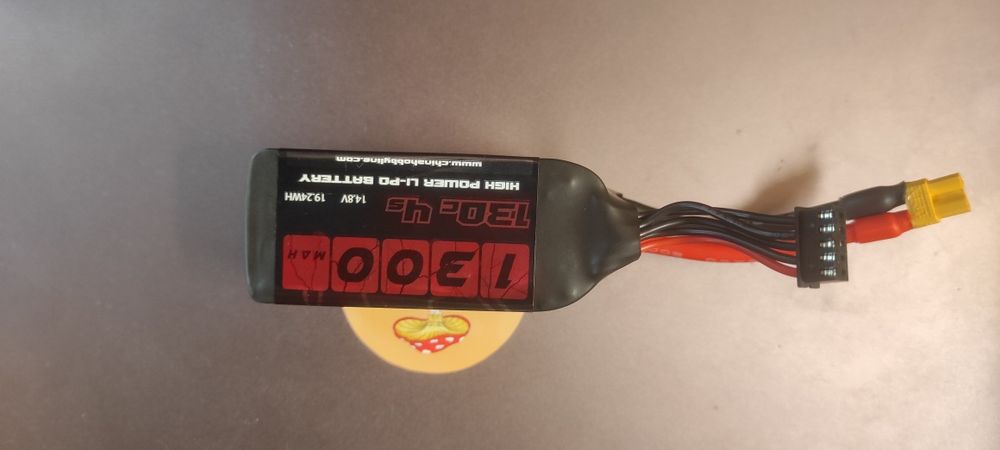 1300 MAH
130C 4S
14.8V 19.24WH
HIGH POWER LI-PO BATTERY
www.chinahobbyline.com